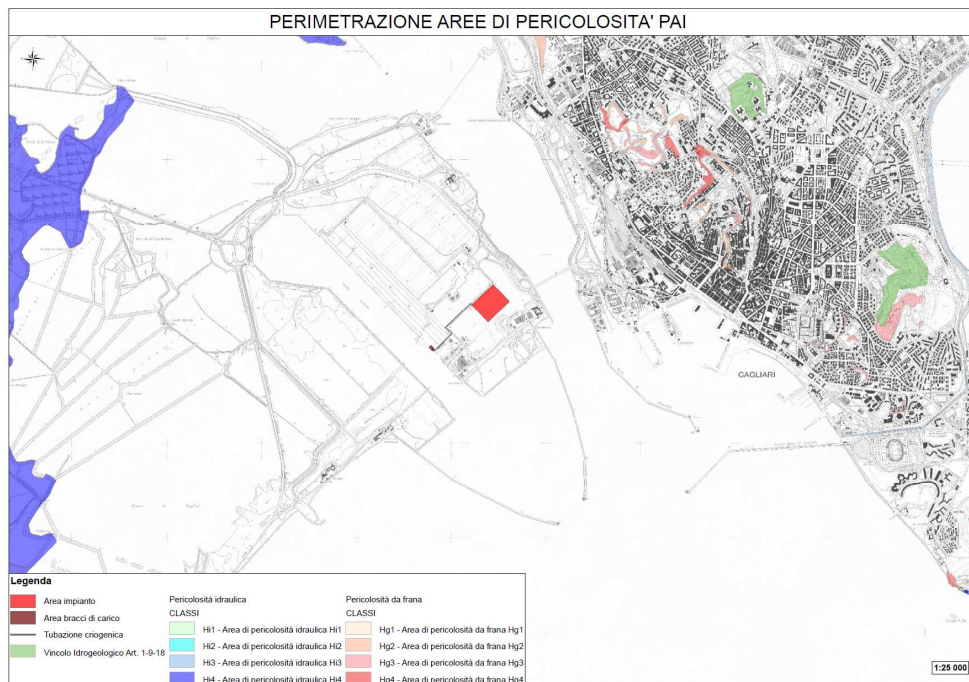 PERIMETRAZIONE AREE DI PERICOLOSITA' PAI
CAGLIARI
Legenda
Area impianto
Area bracci di carico
Tubazione criogenica
Vincolo Idrogeologico Art. 1-9-18
Pericolosità idraulica
CLASSI
Hi1 - Area di pericolosità idraulica Hi1
Hi2 - Area di pericolosità idraulica Hi2
Hi3 - Area di pericolosità idraulica Hi3
Hi4 - Area di pericolosità idraulica Hi4
Pericolosità da frana
CLASSI
Hg1 - Area di pericolosità da frana Hg1
Hg2 - Area di pericolosità da frana Hg2
Hg3 - Area di pericolosità da frana Hg3
Hg4 - Area di pericolosità da frana Hg4
1:25 000